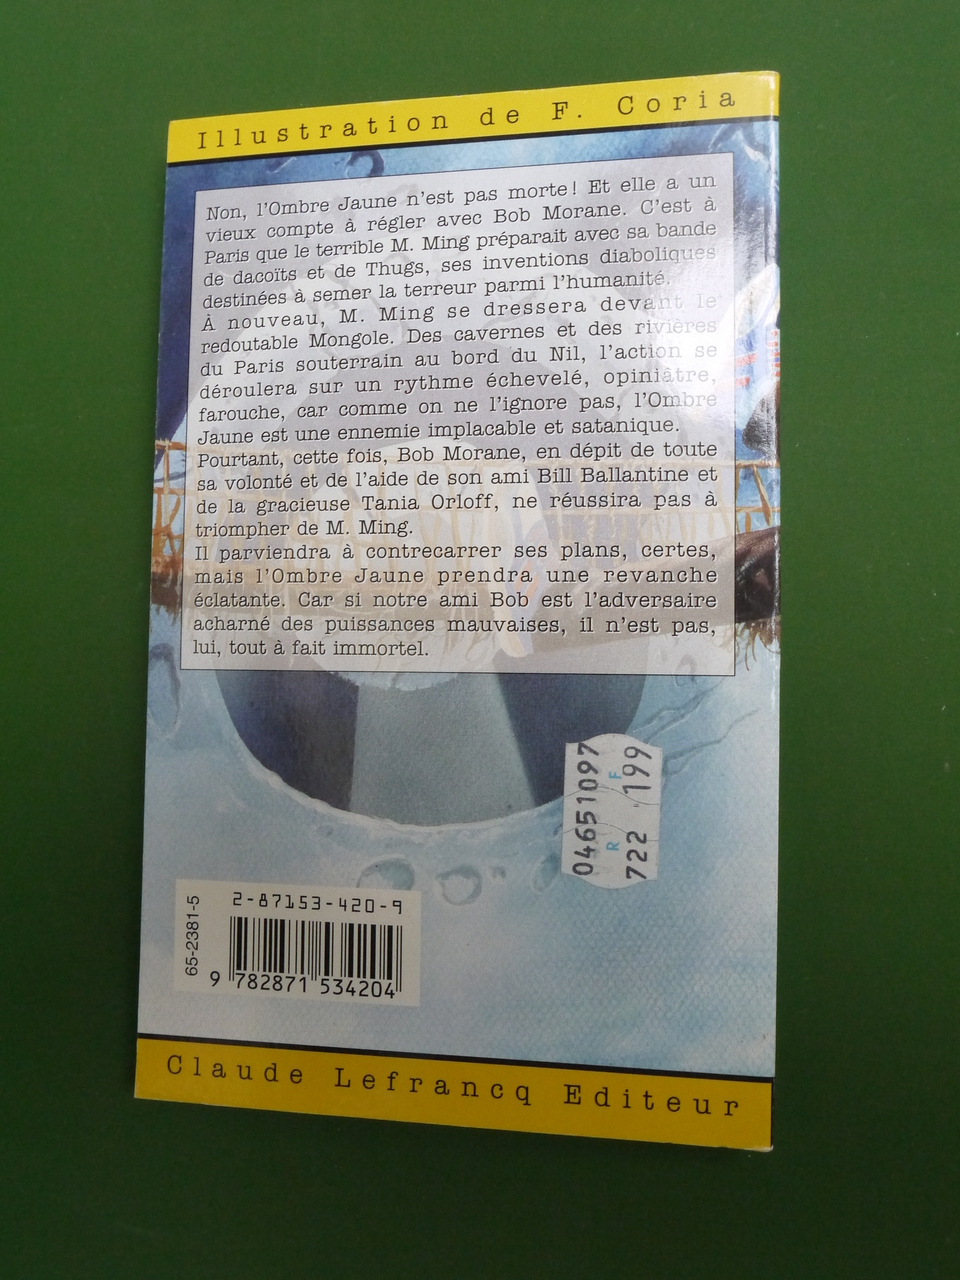 Illustration de F. Coria
Non, l'Ombre Jaune n'est pas morte! Et elle a un
vieux compte à régler avec Bob Morane. C'est à
Paris que le terrible M. Ming préparait avec sa bande
de dacoïts et de Thugs, ses inventions diaboliques
destinées à semer la terreur parmi l'humanité.
À nouveau, M. Ming se dressera devant le
redoutable Mongole. Des cavernes et des rivières
du Paris souterrain au bord du Nil, l'action se
déroulera sur un rythme échevelé, opiniâtre,
farouche, car comme on ne l'ignore pas, l'Ombre
Jaune est une ennemie implacable et satanique.
Pourtant, cette fois, Bob Morane, en dépit de toute
sa volonté et de l'aide de son ami Bill Ballantine et
de la gracieuse Tania Orloff, ne réussira pas à
triompher de M. Ming.
Il parviendra à contrecarrer ses plans, certes,
mais l'Ombre Jaune prendra une revanche
éclatante. Car si notre ami Bob est l'adversaire
acharné des puissances mauvaises, il n'est pas,
lui, tout à fait immortel.
04651097
R F
722 199
65-2381-5
2-87153-420-9
9 782871 534204
Claude Lefrancq Editeur